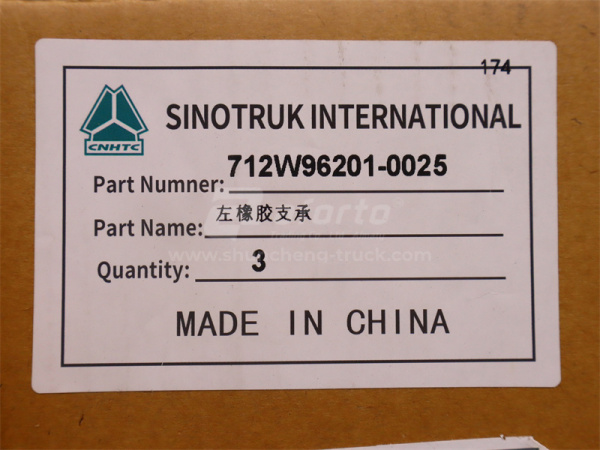 174
CNHTC
SINOTRUK INTERNATIONAL
Part Numner: 712W96201-0025
Part Name: 左橡胶支承
Quantity: 3
MADE IN CHINA